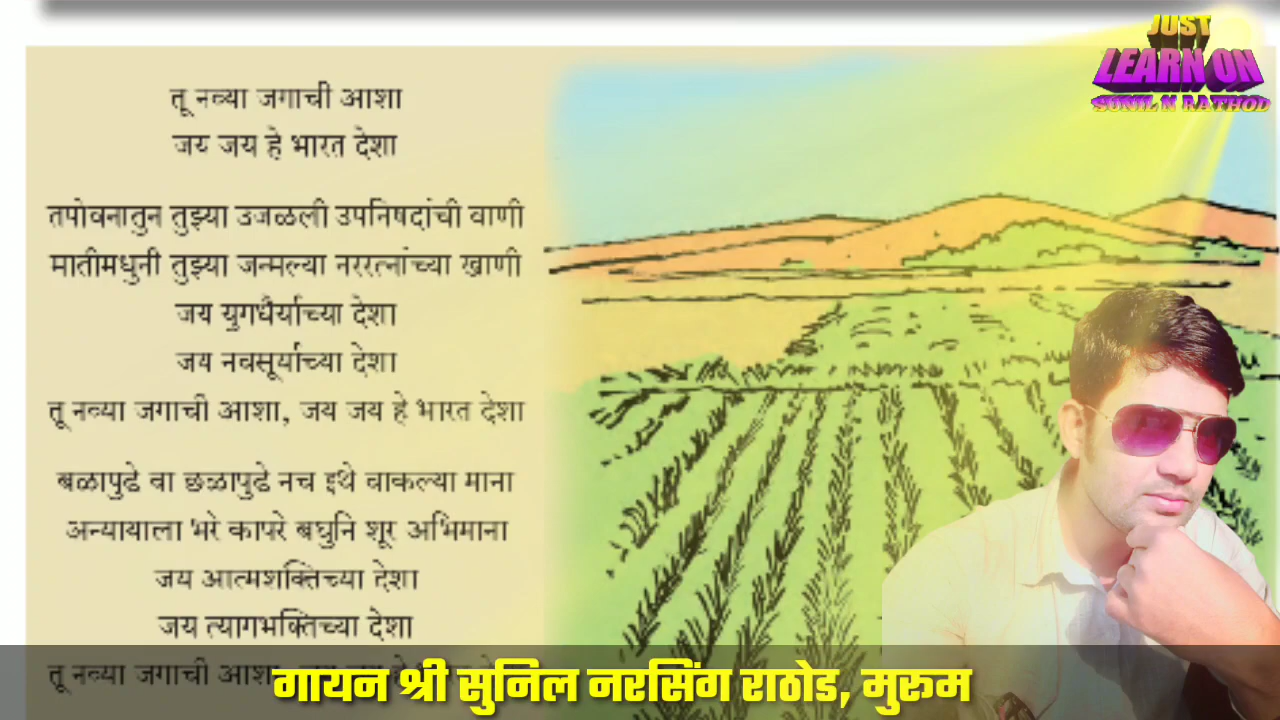 JUST
LEARN ON
SUNIL N RATHOD
तू नव्या जगाची आशा
जय जय हे भारत देशा
तपोवनातुन तुझ्या उजळली उपनिषदांची वाणी
मातीमधुनी तुझ्या जन्मल्या नररत्नांच्या खाणी
जय युगधैर्याच्या देशा
जय नवसूर्याच्या देशा
तू नव्या जगाची आशा, जय जय हे भारत देशा
बळापुढे वा छळापुढे नच इथे वाकल्या माना
अन्यायाला भरे कापरे बघुनि शूर अभिमाना
जय आत्मशक्तिच्या देशा
जय त्यागभक्तिच्या देशा
तू नव्या जगाची आशा
गायन श्री सुनिल नरसिंग राठोड, मुरूम